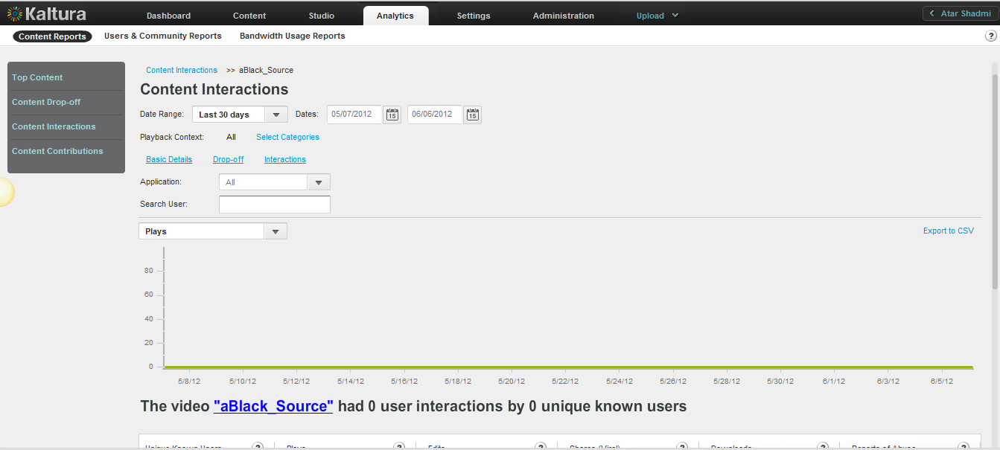 Kaltura Dashboard Content Studio Analytics Settings Administration Upload Atar Shadmi
Content Reports Users & Community Reports Bandwidth Usage Reports ?
Top Content
Content Drop-off
Content Interactions
Content Contributions
Content Interactions >> aBlack_Source
Content Interactions
Date Range: Last 30 days Dates: 05/07/2012 15 06/06/2012 15
Playback Context: All Select Categories
Basic Details Drop-off Interactions
Application: All
Search User:
Plays Export to CSV
80
60
40
20
0
5/8/12 5/10/12 5/12/12 5/14/12 5/16/12 5/18/12 5/20/12 5/22/12 5/24/12 5/26/12 5/28/12 5/30/12 6/1/12 6/3/12 6/5/12
The video "aBlack_Source" had 0 user interactions by 0 unique known users
Unique Known Users ? Plays ? Edits ? Shares (Viral) ? Downloads ? Reports of Abuse ?